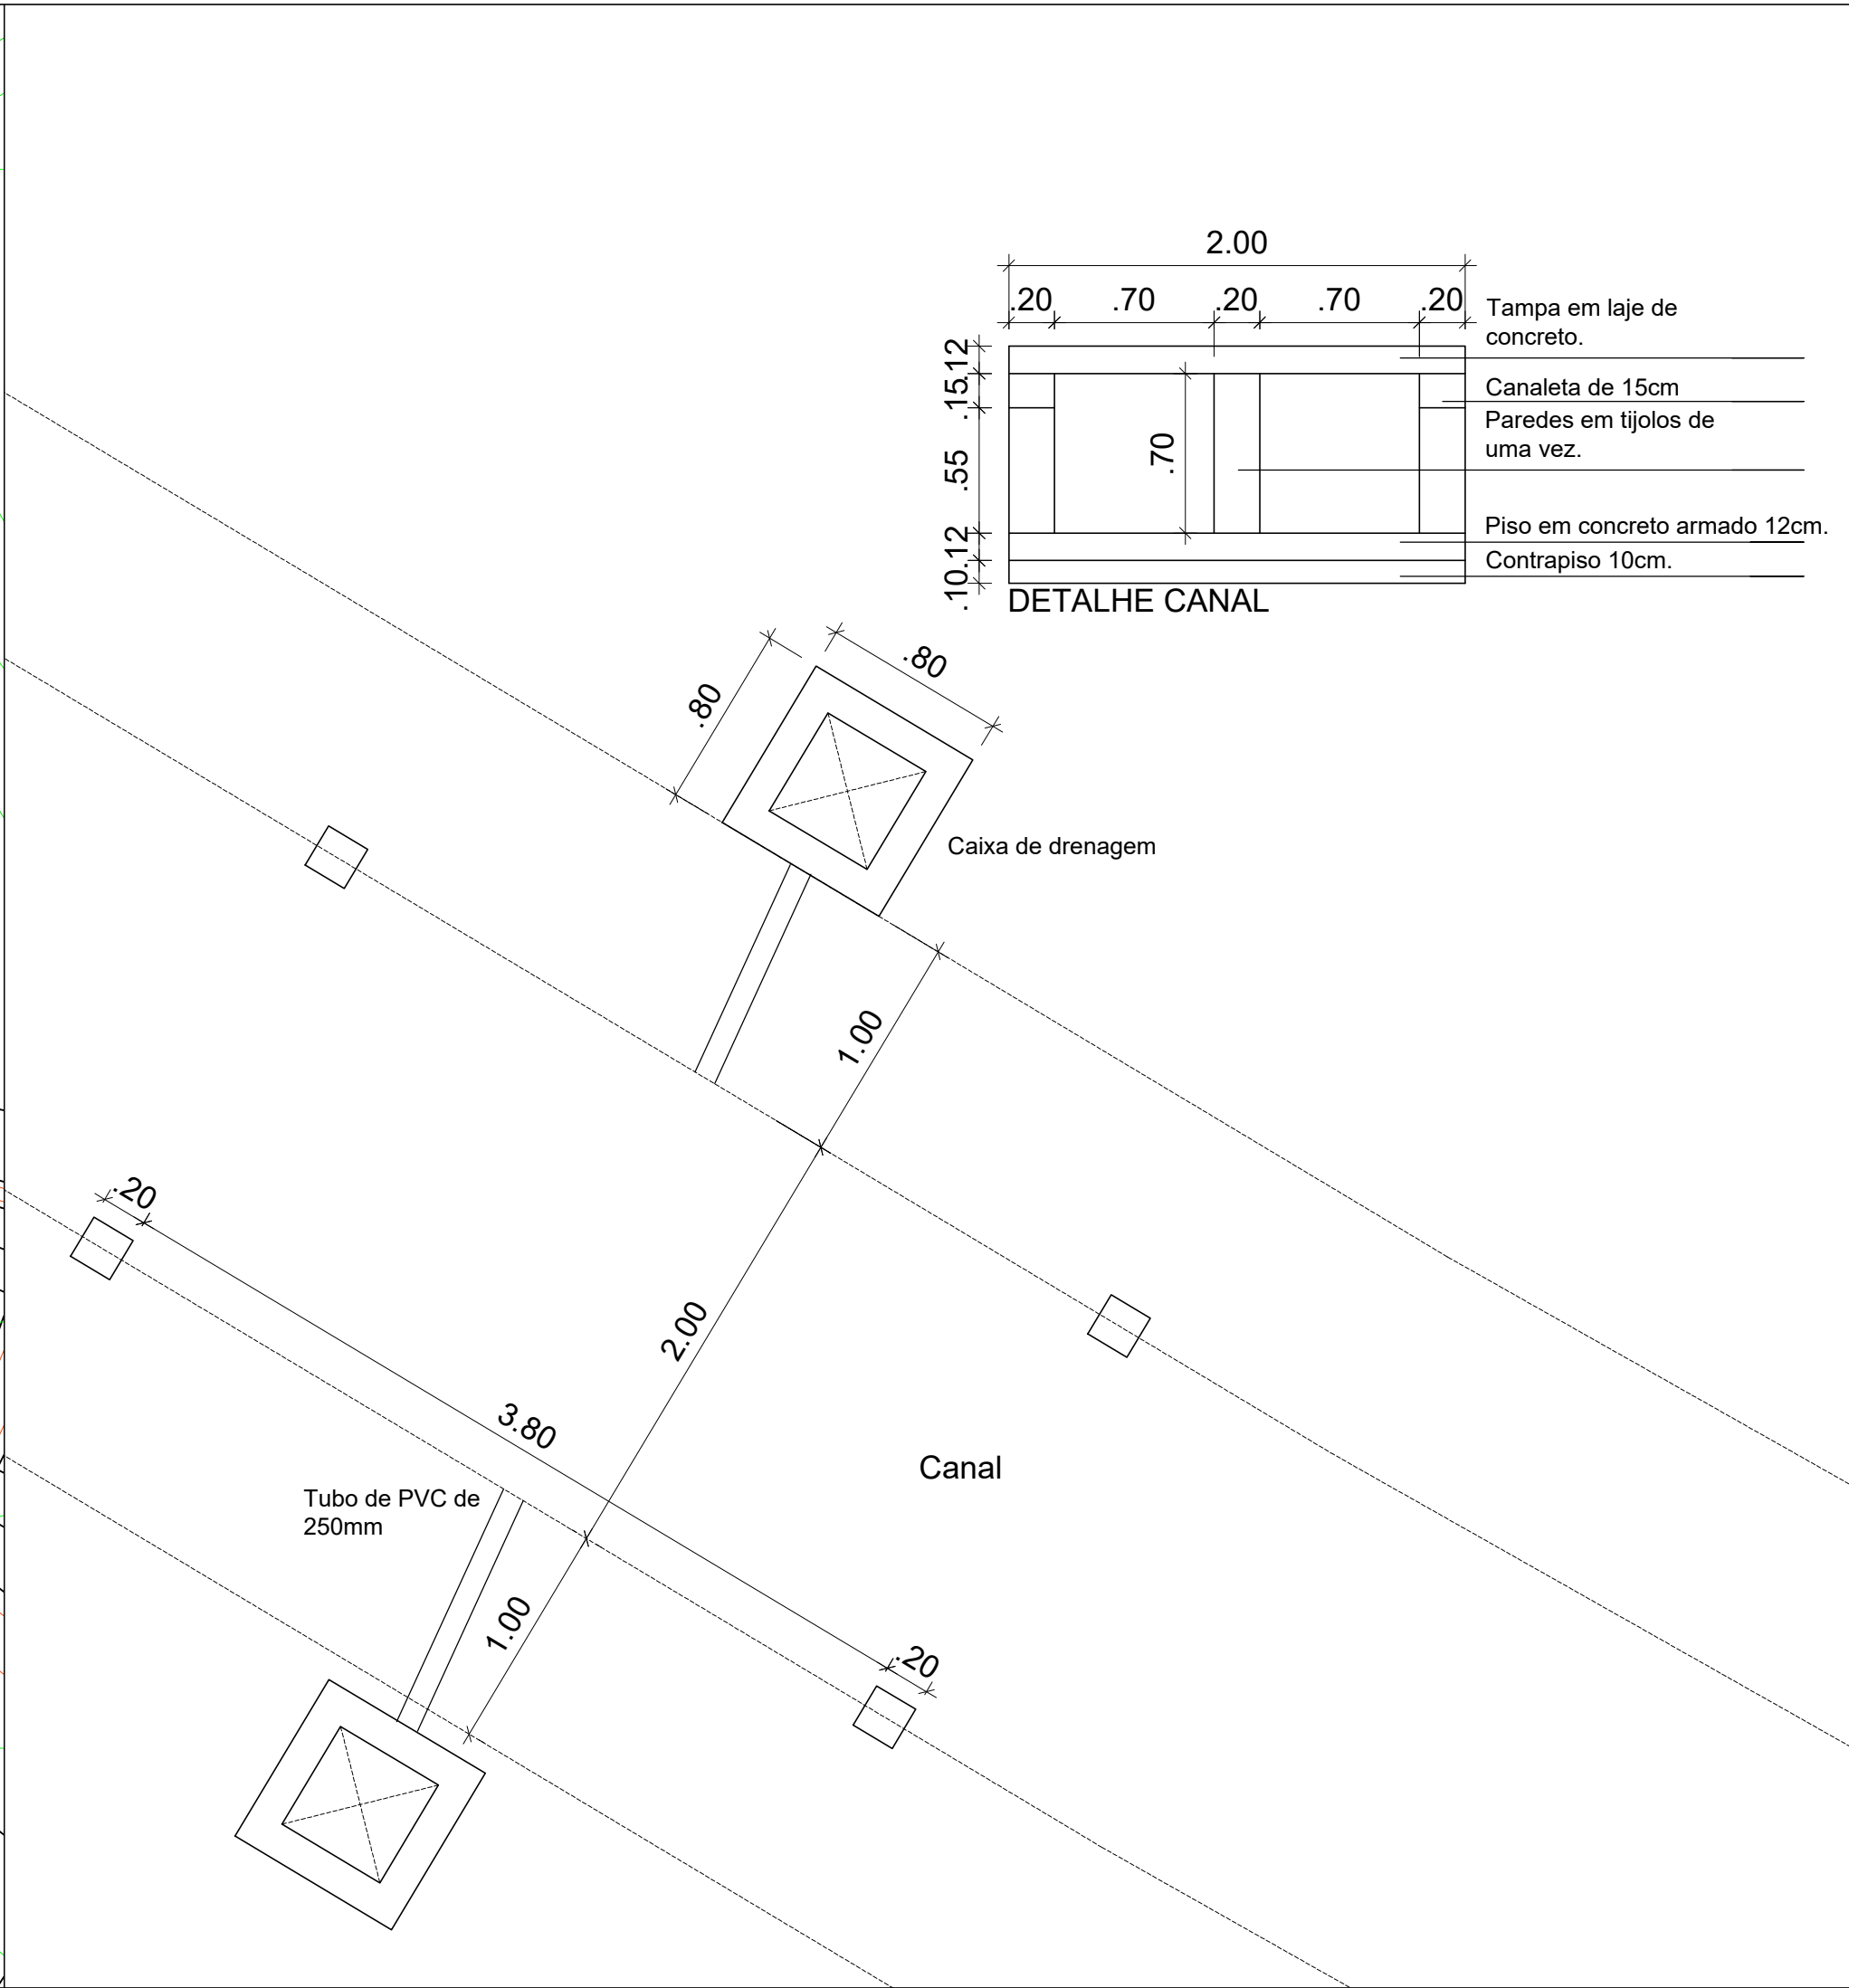 2.00
.20 .70 .20 .70 .20
Tampa em laje de
concreto.
.12
.15
Canaleta de 15cm
Paredes em tijolos de
uma vez.
.55
.70
.12
Piso em concreto armado 12cm.
.10
Contrapiso 10cm.
DETALHE CANAL
.80
.80
Caixa de drenagem
1.00
.20
2.00
3.80
Canal
Tubo de PVC de
250mm
1.00
.20